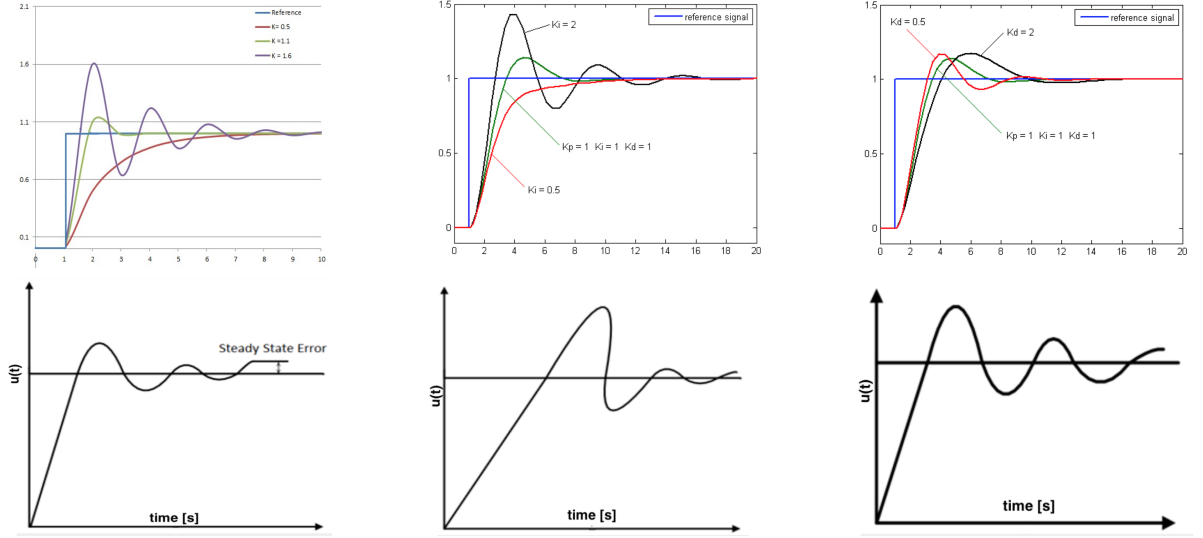 2.1
1.6
1.1
0.6
0.1
0 1 2 3 4 5 6 7 8 9 10
Reference
K= 0.5
K =1.1
K = 1.6
1.5
1
0.5
0
0 2 4 6 8 10 12 14 16 18 20
reference signal
Ki = 2
Kp = 1 Ki = 1 Kd = 1
Ki = 0.5
1.5
1
0.5
0
0 2 4 6 8 10 12 14 16 18 20
reference signal
Kd = 0.5
Kd = 2
Kp = 1 Ki = 1 Kd = 1
u(t)
Steady State Error
time [s]
u(t)
time [s]
u(t)
time [s]